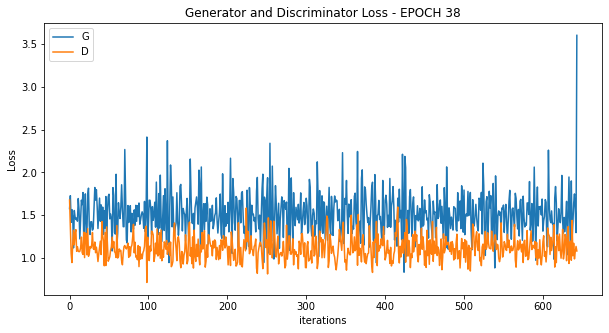 Generator and Discriminator Loss - EPOCH 38
G
D
3.5
3.0
2.5
2.0
1.5
1.0
Loss
0 100 200 300 400 500 600
iterations